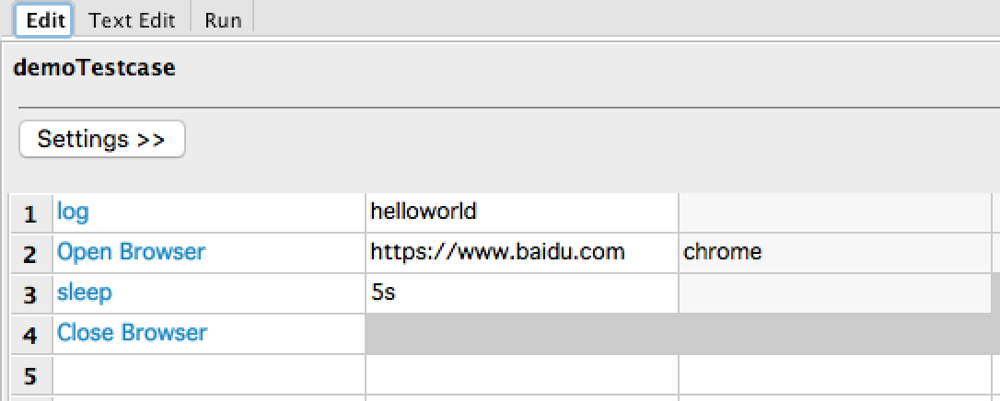 Edit Text Edit Run
demoTestcase
Settings >>
1 log helloworld
2 Open Browser https://www.baidu.com chrome
3 sleep 5s
4 Close Browser
5